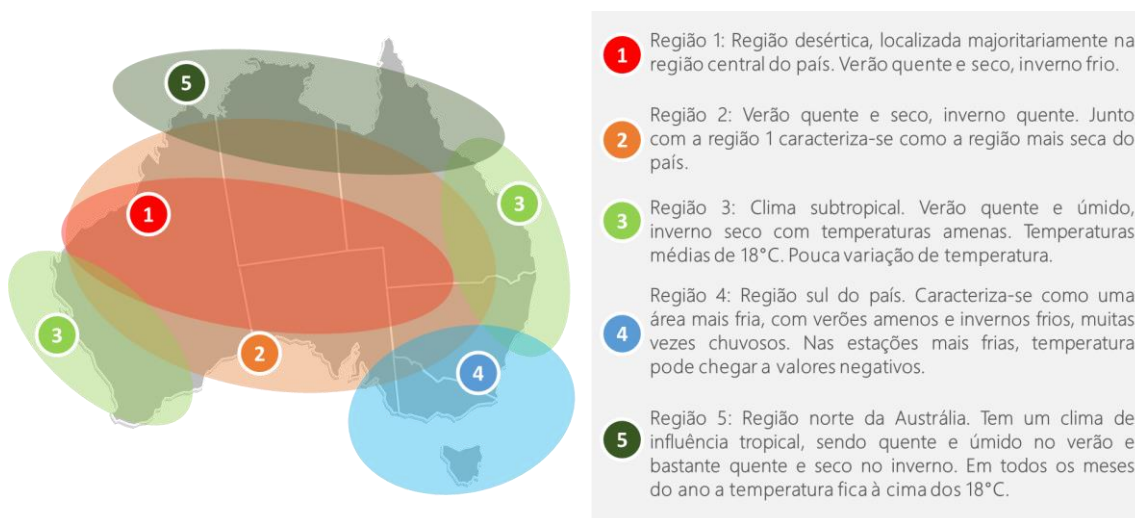 5
1
3
3
2
4
1
Região 1: Região desértica, localizada majoritariamente na
região central do país. Verão quente e seco, inverno frio.
2
Região 2: Verão quente e seco, inverno quente. Junto
com a região 1 caracteriza-se como a região mais seca do
país.
3
Região 3: Clima subtropical. Verão quente e úmido,
inverno seco com temperaturas amenas. Temperaturas
médias de 18°C. Pouca variação de temperatura.
4
Região 4: Região sul do país. Caracteriza-se como uma
área mais fria, com verões amenos e invernos frios, muitas
vezes chuvosos. Nas estações mais frias, temperatura
pode chegar a valores negativos.
5
Região 5: Região norte da Austrália. Tem um clima de
influência tropical, sendo quente e úmido no verão e
bastante quente e seco no inverno. Em todos os meses
do ano a temperatura fica à cima dos 18°C.